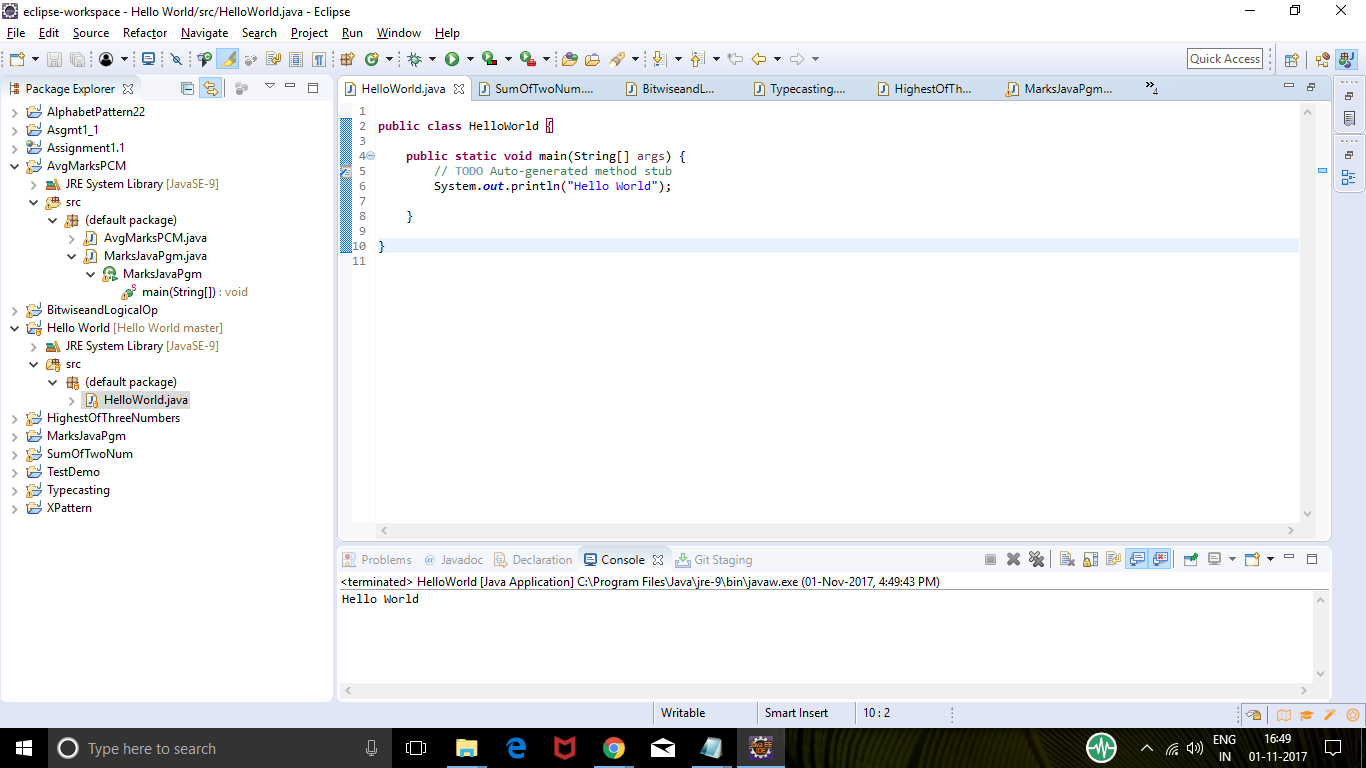 eclipse-workspace - Hello World/src/HelloWorld.java - Eclipse
File Edit Source Refactor Navigate Search Project Run Window Help
Quick Access
Package Explorer
HelloWorld.java SumOfTwoNum.... BitwiseandL... Typecasting.... HighestOfTh... MarksJavaPgm... »4
AlphabetPattern22
Asgmt1_1
Assignment1.1
AvgMarksPCM
JRE System Library [JavaSE-9]
src
(default package)
AvgMarksPCM.java
MarksJavaPgm.java
MarksJavaPgm
main(String[]) : void
BitwiseandLogicalOp
Hello World [Hello World master]
JRE System Library [JavaSE-9]
src
(default package)
HelloWorld.java
HighestOfThreeNumbers
MarksJavaPgm
SumOfTwoNum
TestDemo
Typecasting
XPattern
1
2 public class HelloWorld {
3
4 public static void main(String[] args) {
5 // TODO Auto-generated method stub
6 System.out.println("Hello World");
7
8 }
9
10 }
11
Problems @ Javadoc Declaration Console Git Staging
<terminated> HelloWorld [Java Application] C:\Program Files\Java\jre-9\bin\javaw.exe (01-Nov-2017, 4:49:43 PM)
Hello World
Writable Smart Insert 10 : 2
Type here to search
ENG
IN
16:49
01-11-2017